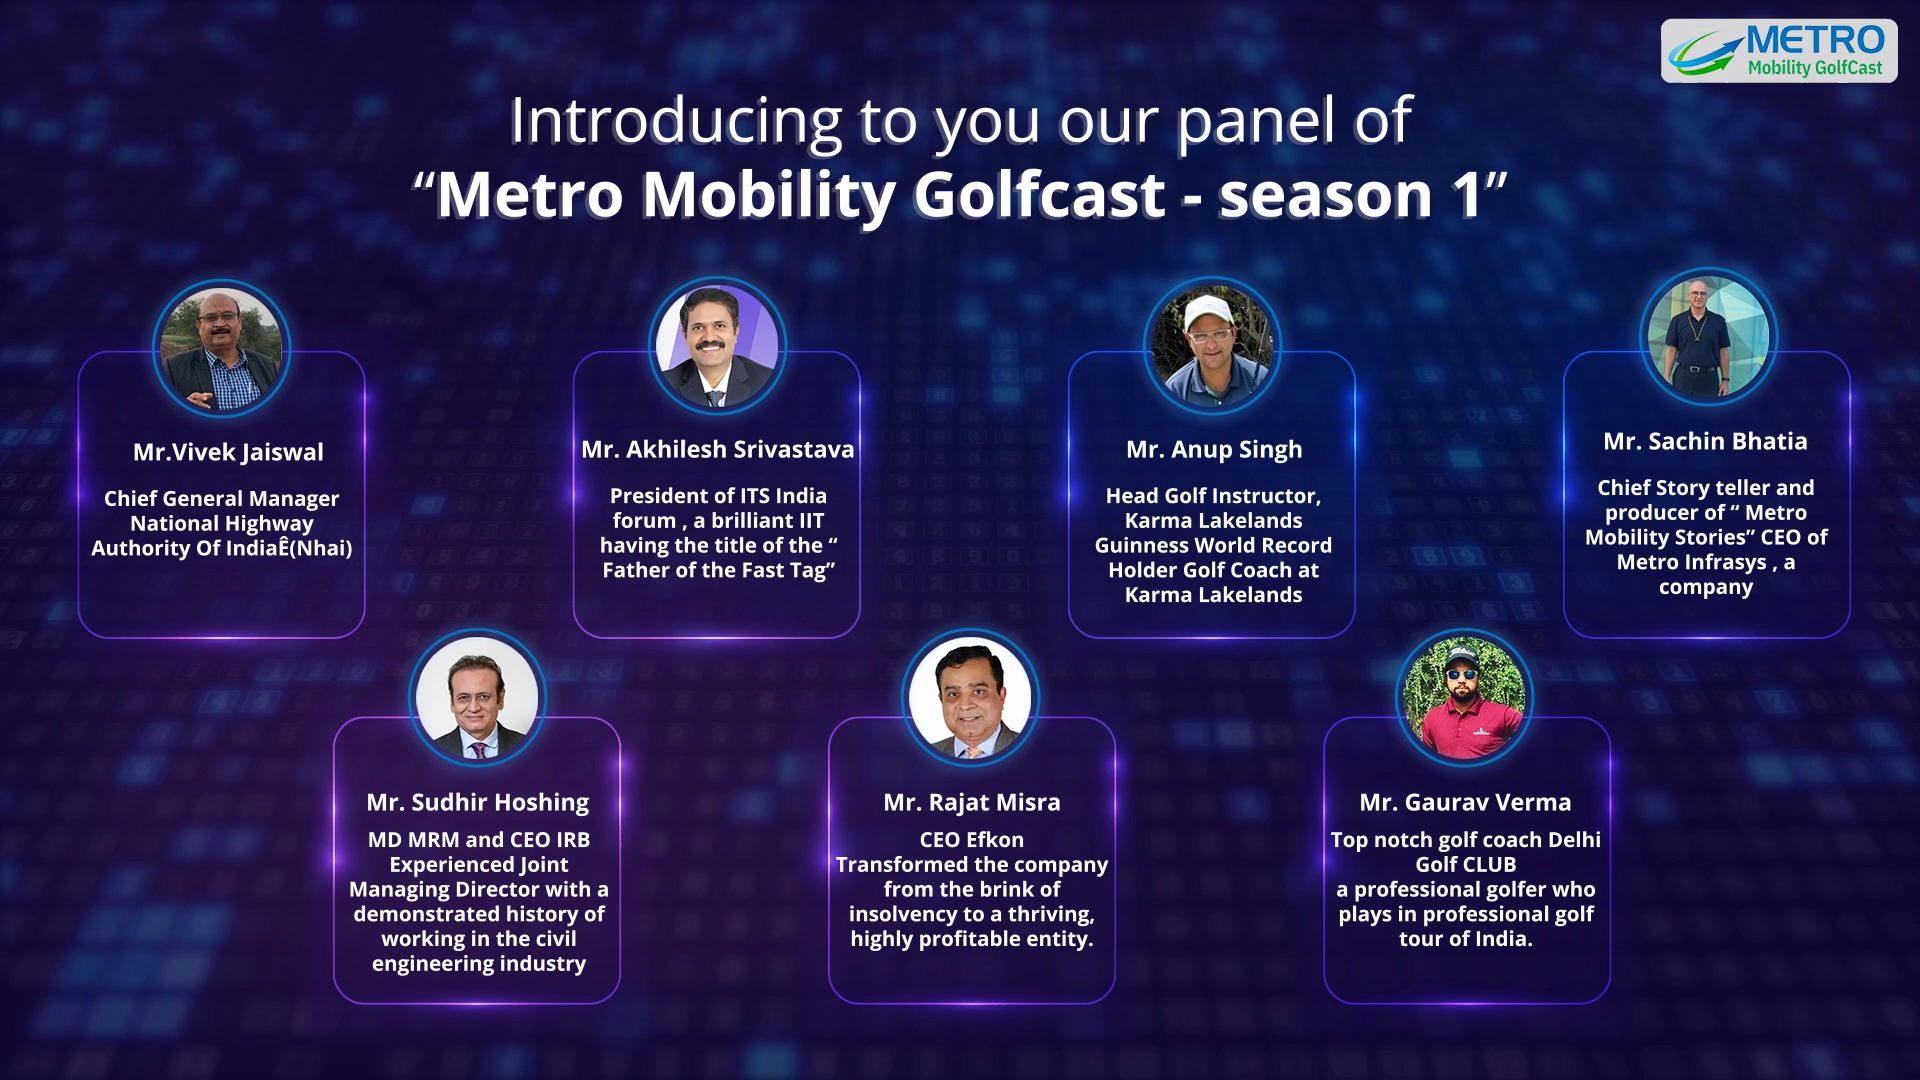 METRO
Mobility GolfCast
Introducing to you our panel of
“Metro Mobility Golfcast - season 1”
Mr.Vivek Jaiswal
Chief General Manager
National Highway
Authority Of IndiaÊ(Nhai)
Mr. Akhilesh Srivastava
President of ITS India
forum , a brilliant IIT
having the title of the “
Father of the Fast Tag”
Mr. Anup Singh
Head Golf Instructor,
Karma Lakelands
Guinness World Record
Holder Golf Coach at
Karma Lakelands
Mr. Sachin Bhatia
Chief Story teller and
producer of “ Metro
Mobility Stories” CEO of
Metro Infrasys , a
company
Mr. Sudhir Hoshing
MD MRM and CEO IRB
Experienced Joint
Managing Director with a
demonstrated history of
working in the civil
engineering industry
Mr. Rajat Misra
CEO Efkon
Transformed the company
from the brink of
insolvency to a thriving,
highly profitable entity.
Mr. Gaurav Verma
Top notch golf coach Delhi
Golf CLUB
a professional golfer who
plays in professional golf
tour of India.